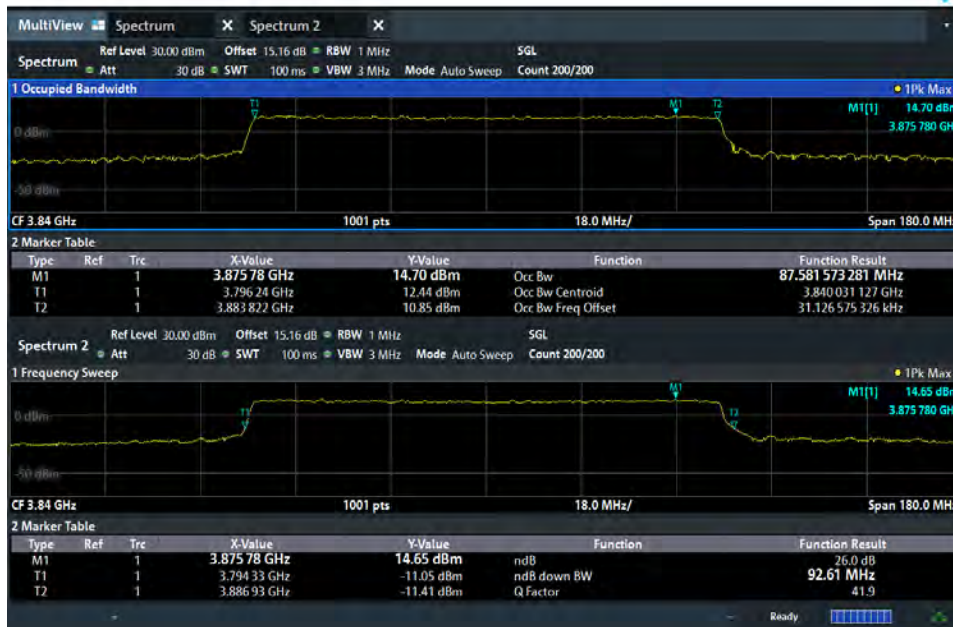 MultiView Spectrum X Spectrum 2 X
Spectrum Ref Level 30.00 dBm Offset 15.16 dB RBW 1 MHz SGL
Att 30 dB SWT 100 ms VBW 3 MHz Mode Auto Sweep Count 200/200
1 Occupied Bandwidth 1Pk Max
T1 M1 T2 M1[1] 14.70 dBm
0 dBm 3.875 780 GH
-50 dBm
CF 3.84 GHz 1001 pts 18.0 MHz/ Span 180.0 MH
2 Marker Table
Type Ref Trc X-Value Y-Value Function Function Result
M1 1 3.875 78 GHz 14.70 dBm Occ Bw 87.581 573 281 MHz
T1 1 3.796 24 GHz 12.44 dBm Occ Bw Centroid 3.840 031 127 GHz
T2 1 3.883 822 GHz 10.85 dBm Occ Bw Freq Offset 31.126 575 326 kHz
Spectrum 2 Ref Level 30.00 dBm Offset 15.16 dB RBW 1 MHz SGL
Att 30 dB SWT 100 ms VBW 3 MHz Mode Auto Sweep Count 200/200
1 Frequency Sweep 1Pk Max
M1 M1[1] 14.65 dBm
0 dBm T1 T2 3.875 780 GH
-50 dBm
CF 3.84 GHz 1001 pts 18.0 MHz/ Span 180.0 MH
2 Marker Table
Type Ref Trc X-Value Y-Value Function Function Result
M1 1 3.875 78 GHz 14.65 dBm ndB 26.0 dB
T1 1 3.794 33 GHz -11.05 dBm ndB down BW 92.61 MHz
T2 1 3.886 93 GHz -11.41 dBm Q Factor 41.9
Ready